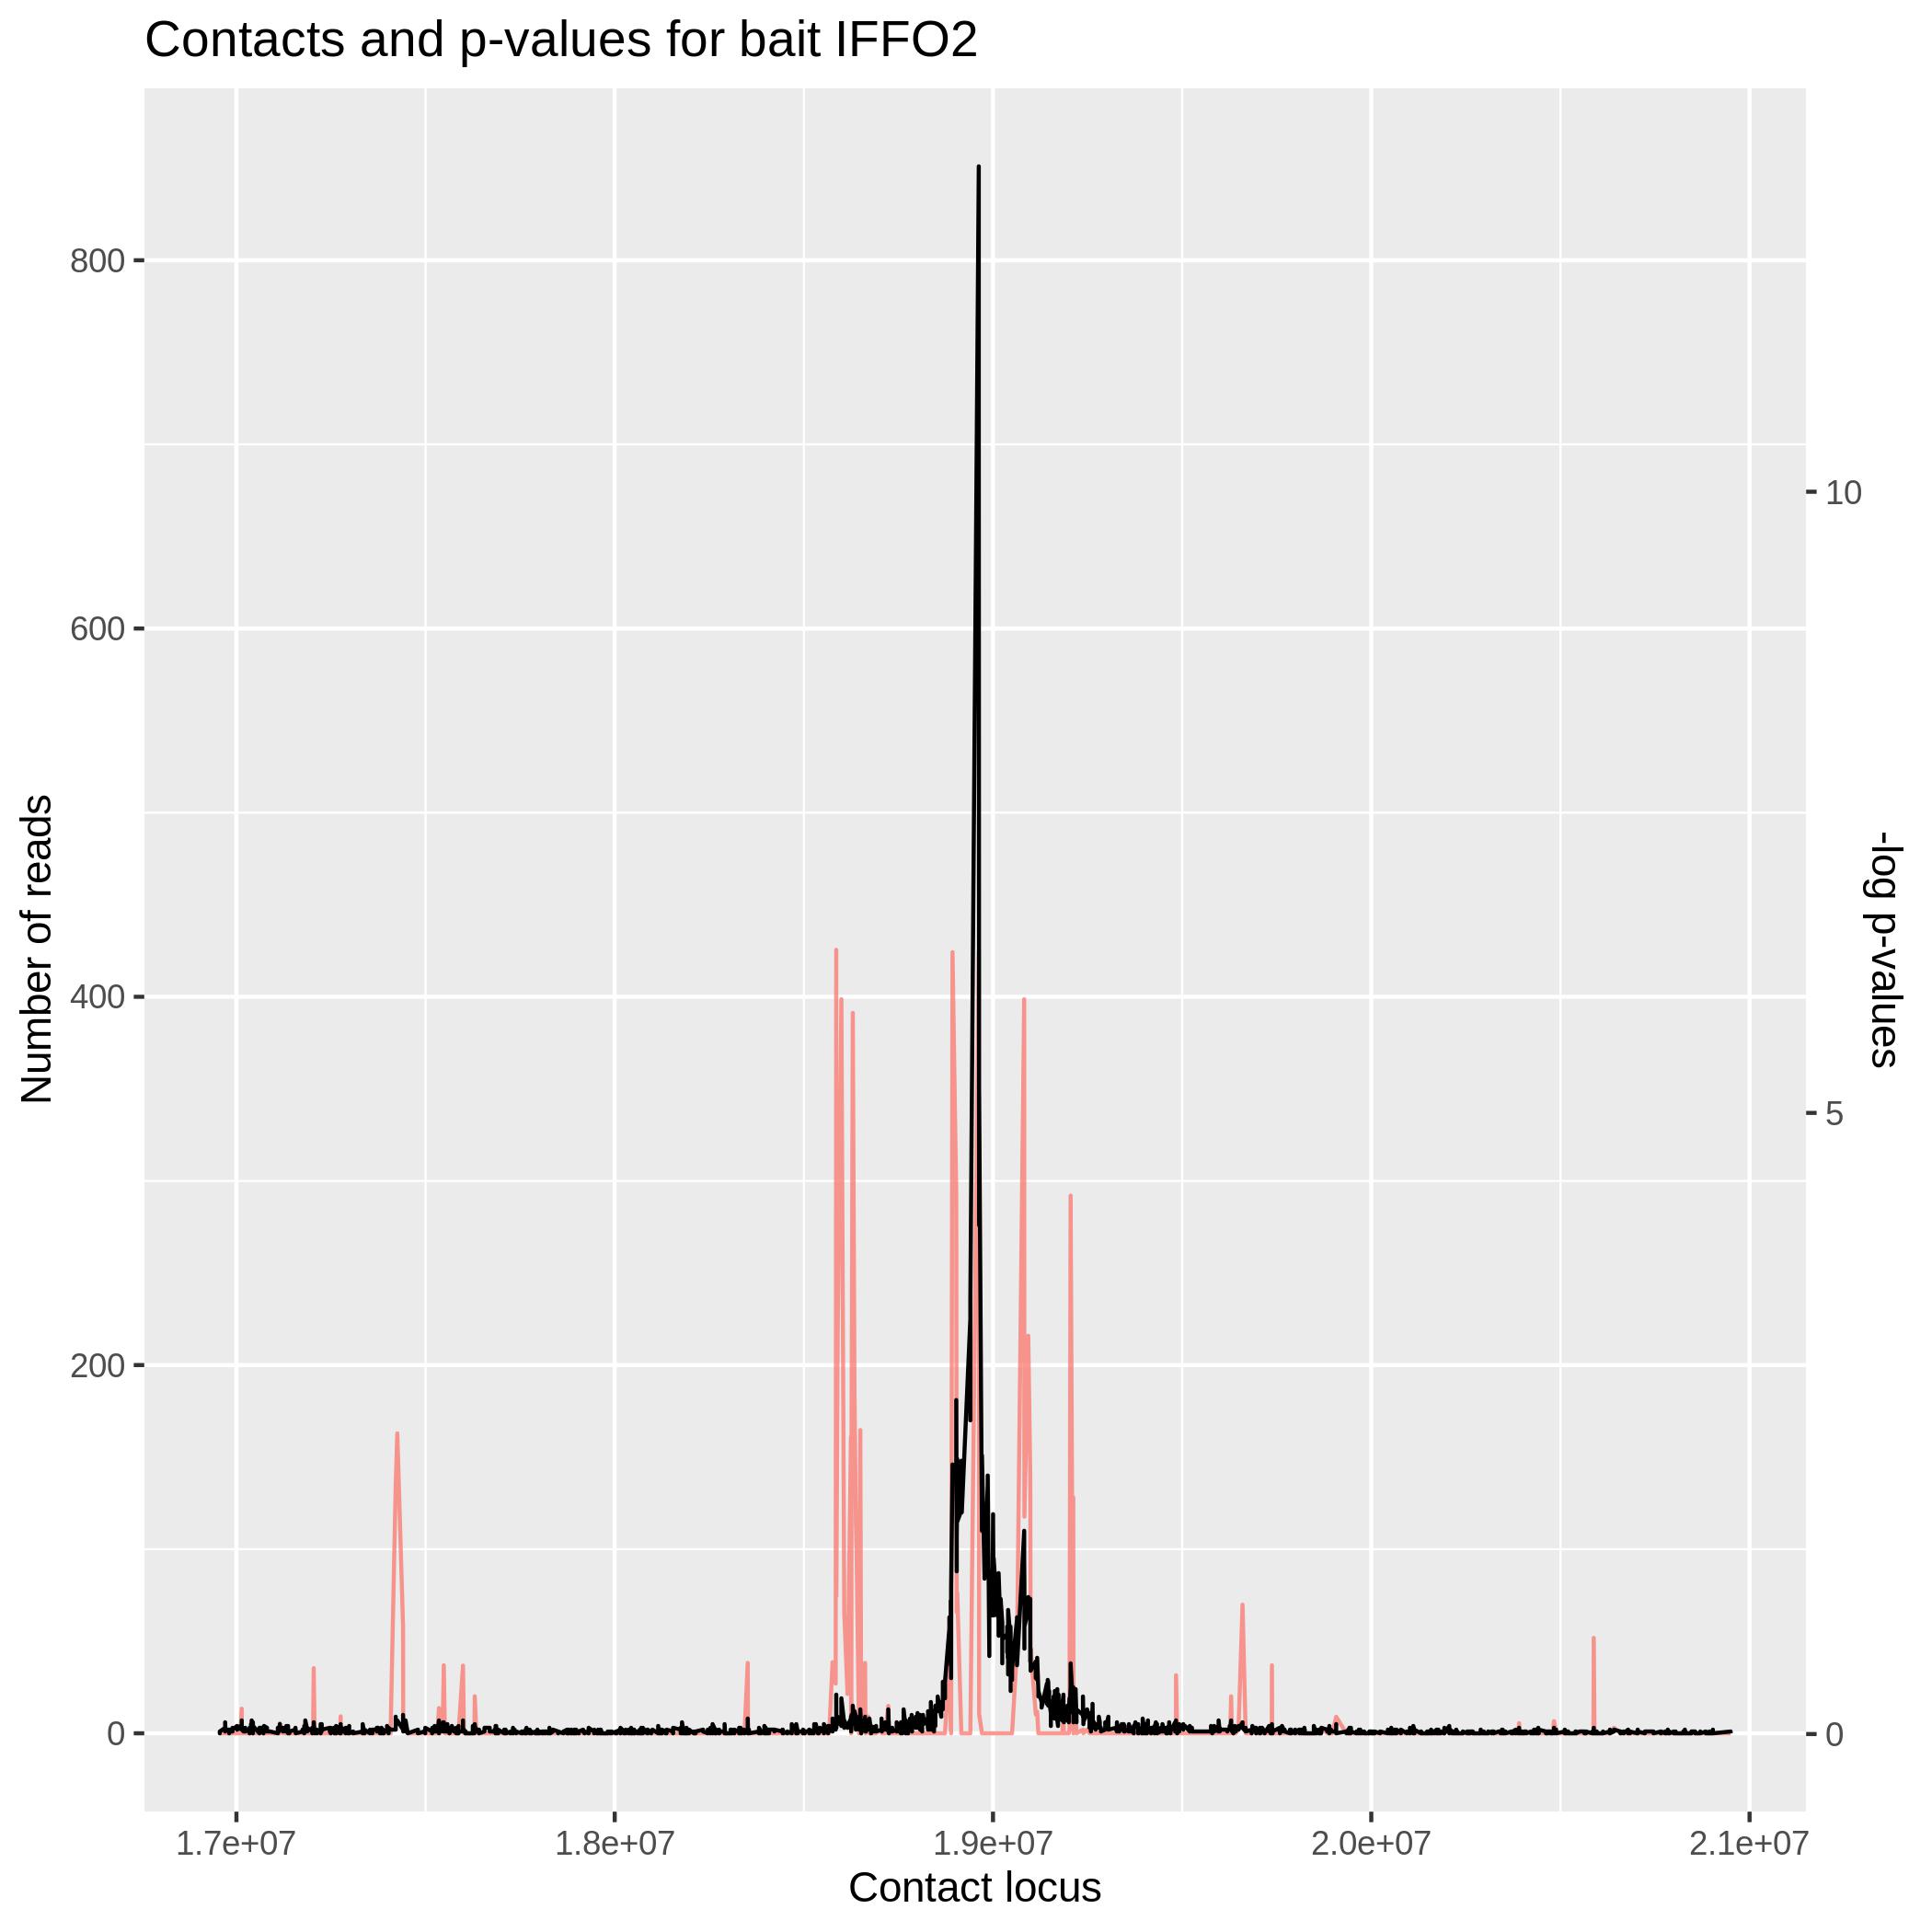 Contacts and p-values for bait IFFO2
800
600
400
200
0
Number of reads
10
5
0
-log p-values
1.7e+07
1.8e+07
1.9e+07
2.0e+07
2.1e+07
Contact locus